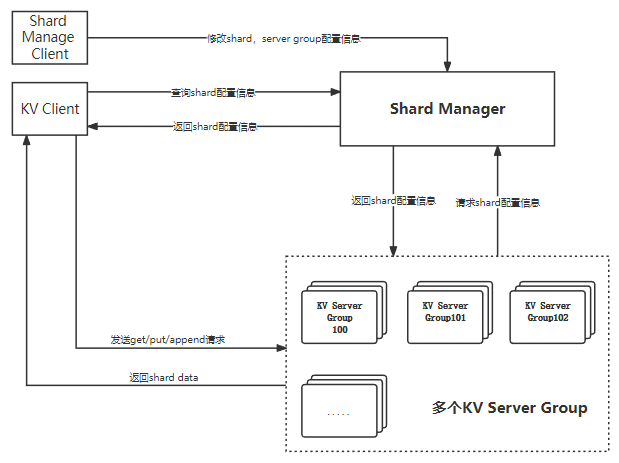 Shard
Manage
Client
修改shard，server group配置信息
KV Client
查询shard配置信息
Shard Manager
返回shard配置信息
返回shard配置信息
请求shard配置信息
KV Server
Group
100
KV Server
Group101
KV Server
Group102
发送get/put/append请求
返回shard data
. . . . .
多个KV Server Group